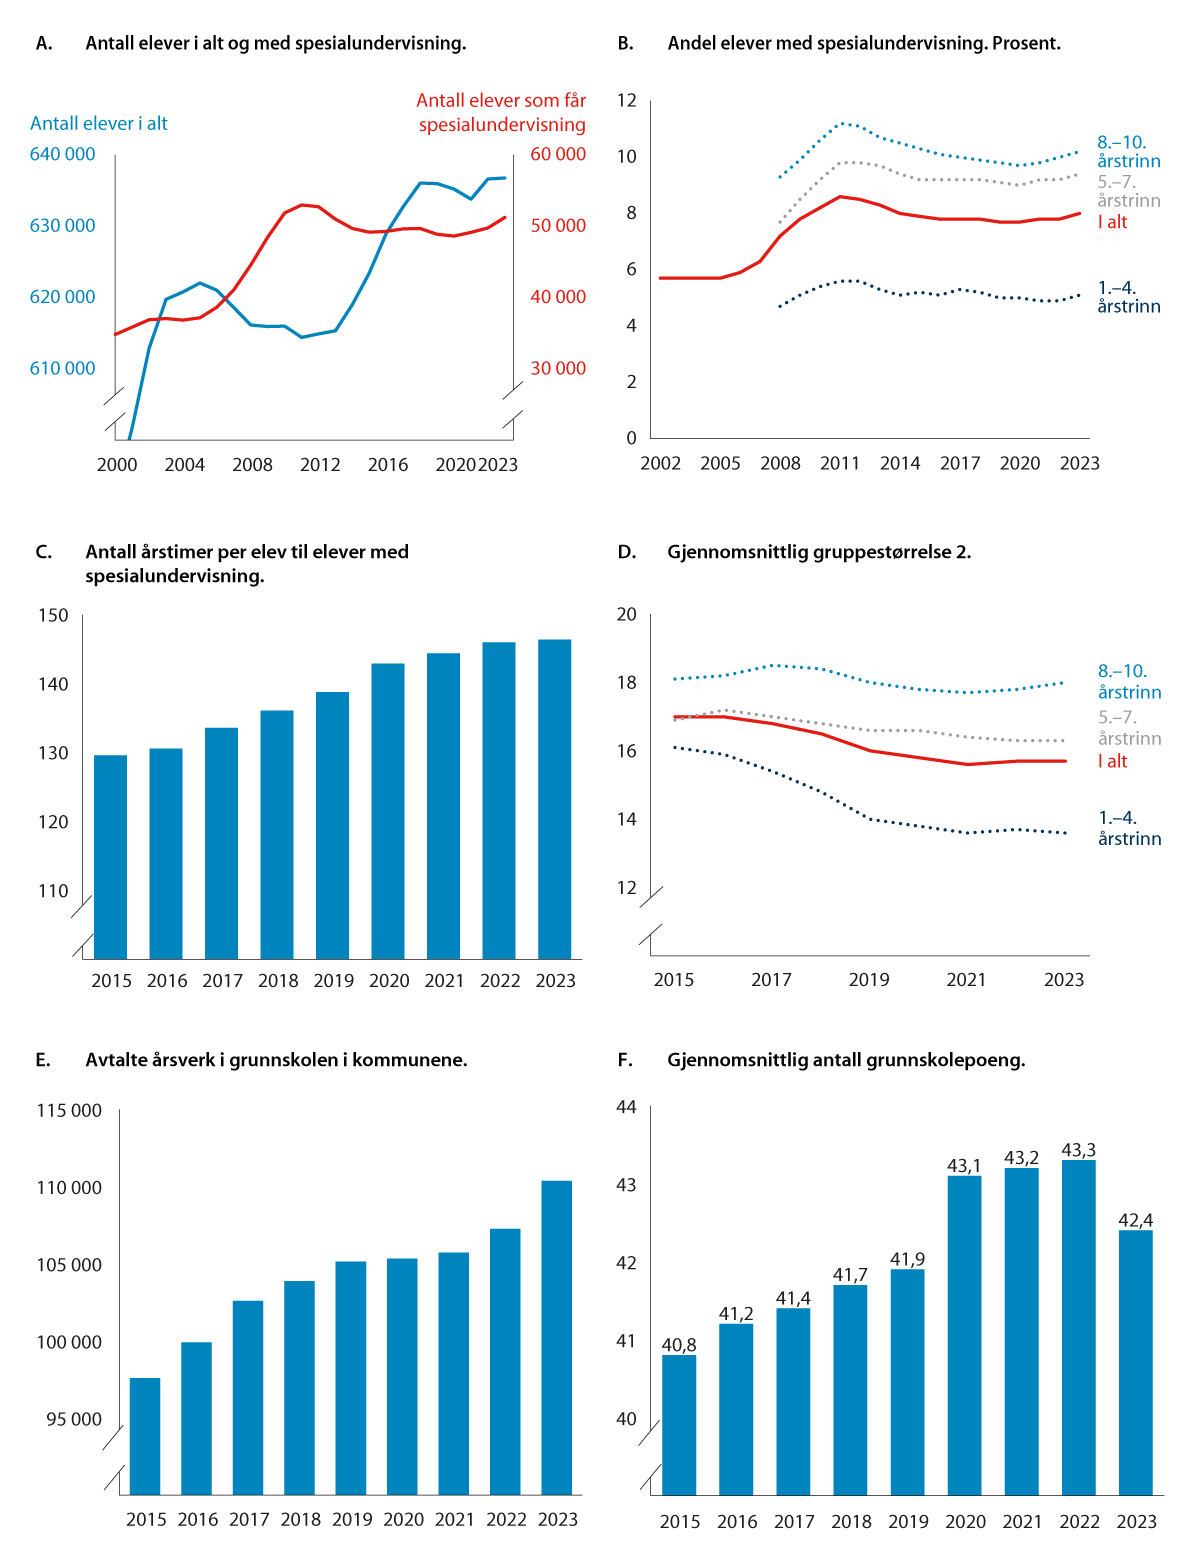 A. Antall elever i alt og med spesialundervisning.
Antall elever i alt
Antall elever som får
spesialundervisning
640 000
630 000
620 000
610 000
60 000
50 000
40 000
30 000
2000 2004 2008 2012 2016 2020 2023
B. Andel elever med spesialundervisning. Prosent.
12
10
8
6
4
2
0
8.–10.
årstrinn
5.–7.
årstrinn
I alt
1.–4.
årstrinn
2002 2005 2008 2011 2014 2017 2020 2023
C. Antall årstimer per elev til elever med
spesialundervisning.
150
140
130
120
110
2015 2016 2017 2018 2019 2020 2021 2022 2023
D. Gjennomsnittlig gruppestørrelse 2.
20
18
16
14
12
8.–10.
årstrinn
5.–7.
årstrinn
I alt
1.–4.
årstrinn
2015 2017 2019 2021 2023
E. Avtalte årsverk i grunnskolen i kommunene.
115 000
110 000
105 000
100 000
95 000
2015 2016 2017 2018 2019 2020 2021 2022 2023
F. Gjennomsnittlig antall grunnskolepoeng.
44
43
42
41
40
40,8 41,2 41,4 41,7 41,9 43,1 43,2 43,3 42,4
2015 2016 2017 2018 2019 2020 2021 2022 2023